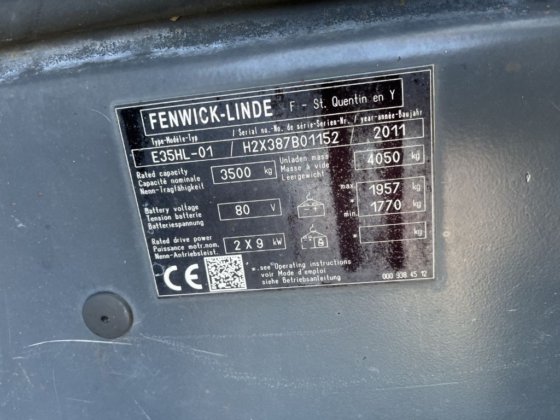 FENWICK-LINDE F - St. Quentin en Y
Type-Modèle-Typ / Serial no.-No. de série-Serien-Nr. / year-année-Baujahr
E35HL-01 / H2X387B01152 / 2011
Rated capacity
Capacité nominale
Nenn-Tragfähigkeit
3500 kg
Unladen mass
Masse à vide
Leergewicht
4050 kg
Battery voltage
Tension batterie
Batteriespannung
80 V
max 1957 kg
* min. 1770 kg
Rated drive power
Puissance motr.nom.
Nenn-Antriebsleist.
2 X 9 kW
* kg
CE
*..see Operating instructions
voir Mode d'emploi
siehe Betriebsanleitung
000 938 45 12